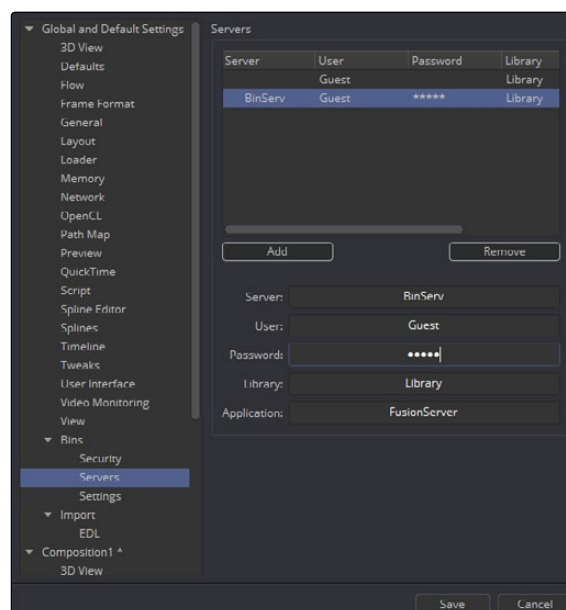 Global and Default Settings
3D View
Defaults
Flow
Frame Format
General
Layout
Loader
Memory
Network
OpenCL
Path Map
Preview
QuickTime
Script
Spline Editor
Splines
Timeline
Tweaks
User Interface
Video Monitoring
View
Bins
Security
Servers
Settings
Import
EDL
Composition1 *
3D View
Servers
Server User Password Library
Guest Library
BinServ Guest ***** Library
Add Remove
Server: BinServ
User: Guest
Password: •••••
Library: Library
Application: FusionServer
Save Cancel